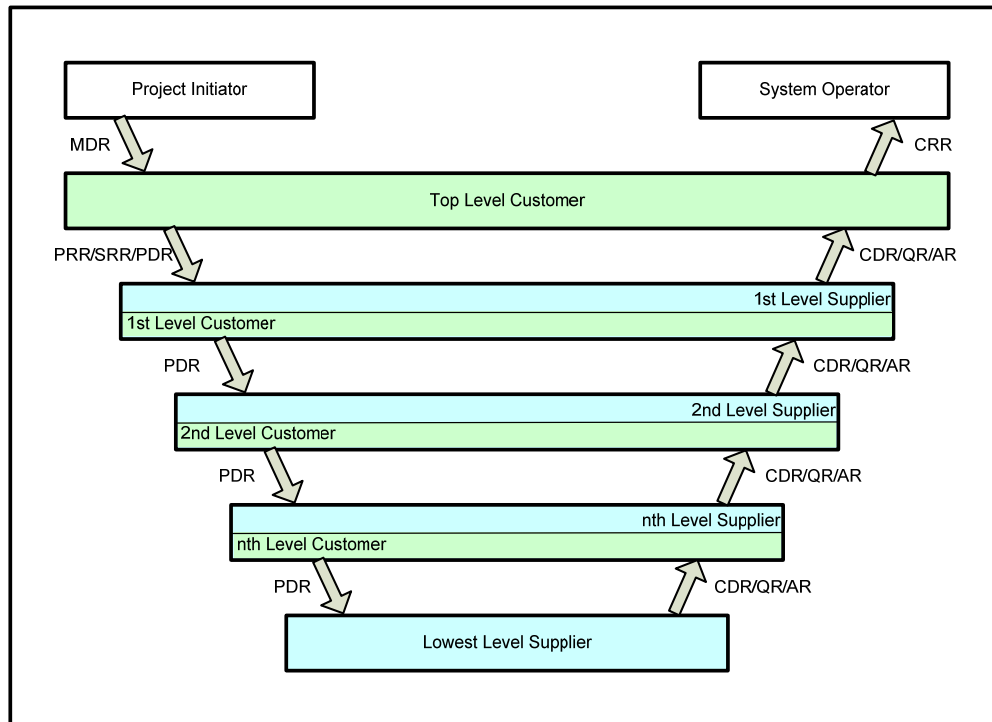 Project Initiator
System Operator
MDR
CRR
Top Level Customer
PRR/SRR/PDR
CDR/QR/AR
1st Level Supplier
1st Level Customer
PDR
CDR/QR/AR
2nd Level Supplier
2nd Level Customer
PDR
CDR/QR/AR
nth Level Supplier
nth Level Customer
PDR
CDR/QR/AR
Lowest Level Supplier